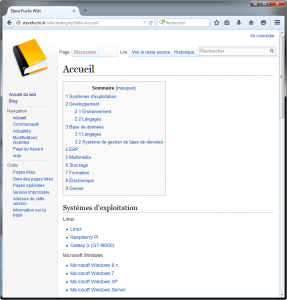 SteveFuchs Wiki
stevefuchs.fr/wiki/index.php?title=Accueil
Rechercher
Se connecter
Page Discussion Lire Voir le texte source Historique Rechercher
Accueil
Sommaire [masquer]
1 Systèmes d'exploitation
2 Développement
2.1 Environnement
2.2 Langages
3 Base de données
3.1 Langages
3.2 Système de gestion de base de données
4 ERP
5 Multimédia
6 Stockage
7 Formation
8 Électronique
Accueil du wiki
Blog
Navigation
Accueil
Communauté
Actualités
Modifications récentes
Page au hasard
Aide
Outils
Pages liées
Suivi des pages liées
Pages spéciales
Version imprimable
Adresse de cette version
Information sur la page
Systèmes d'exploitation
Linux :
Linux
Raspberry Pi
Galaxy S (GT-I9000)
Microsoft Windows :
Microsoft Windows 8.x
Microsoft Windows 7
Microsoft Windows XP
Microsoft Windows Server